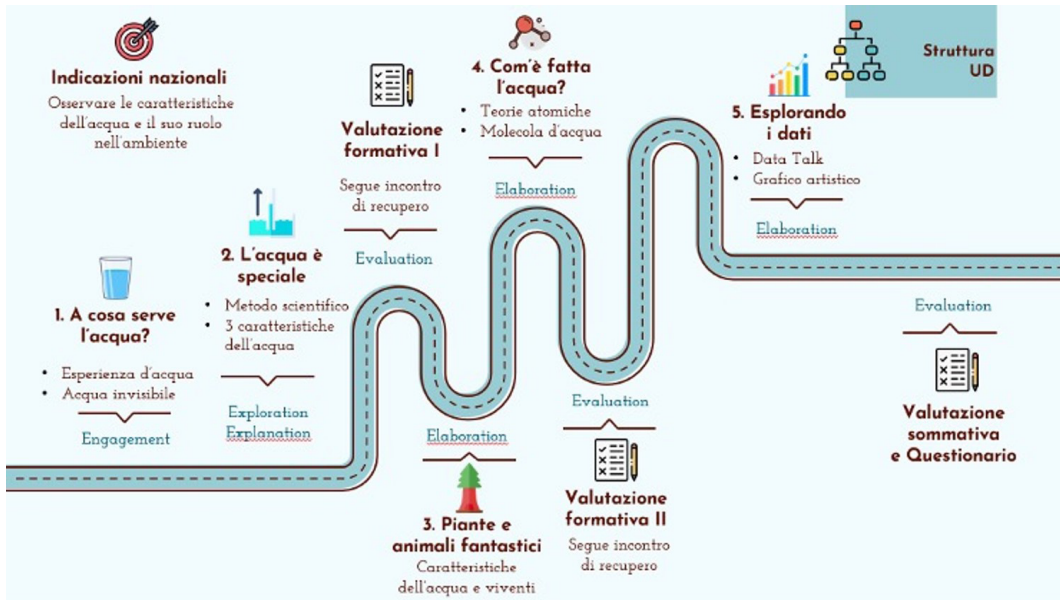 Struttura
UD
Indicazioni nazionali
Osservare le caratteristiche
dell'acqua e il suo ruolo
nell'ambiente
1. A cosa serve
l'acqua?
• Esperienza d'acqua
• Acqua invisibile
Engagement
2. L'acqua è
speciale
• Metodo scientifico
• 3 caratteristiche
dell'acqua
Exploration
Explanation
Valutazione
formativa I
Segue incontro
di recupero
Evaluation
Elaboration
3. Piante e
animali fantastici
Caratteristiche
dell'acqua e viventi
4. Com'è fatta
l'acqua?
• Teorie atomiche
• Molecola d'acqua
Elaboration
Evaluation
Valutazione
formativa II
Segue incontro
di recupero
5. Esplorando
i dati
• Data Talk
• Grafico artistico
Elaboration
Evaluation
Valutazione
sommativa
e Questionario